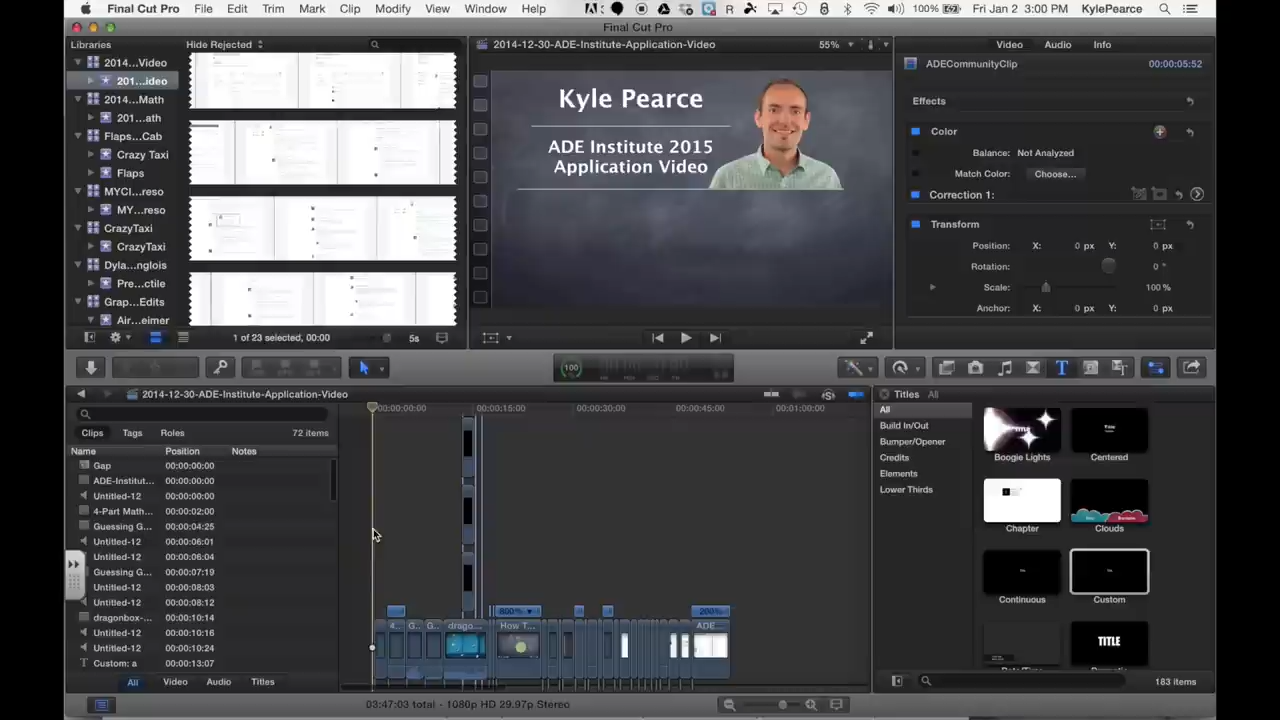 Final Cut Pro File Edit Trim Mark Clip Modify View Window Help
100% Fri Jan 2 3:00 PM KylePearce
Final Cut Pro
Libraries
Hide Rejected
2014-12-30-ADE-Institute-Application-Video
55%
Video Audio Info
2014...Video
201...ideo
2014...Math
201...ath
Flaps...Cab
Crazy Taxi
Flaps
MYCI...reso
MY...reso
CrazyTaxi
CrazyTaxi
Dyla...nglois
Pre...ctile
Grap...Edits
Air...eimer
1 of 23 selected, 00:00
5s
Kyle Pearce
ADE Institute 2015
Application Video
ADECommunityClip 00:00:05:52
Effects
Color
Balance: Not Analyzed
Match Color: Choose...
Correction 1:
Transform
Position: X: 0 px Y: 0 px
Rotation: 0 °
Scale: 100 %
Anchor: X: 0 px Y: 0 px
100
2014-12-30-ADE-Institute-Application-Video
Clips Tags Roles 72 items
Name Position Notes
Gap 00:00:00:00
ADE-Institut... 00:00:00:00
Untitled-12 00:00:00:00
4-Part Math... 00:00:02:00
Guessing G... 00:00:04:25
Untitled-12 00:00:06:01
Untitled-12 00:00:06:04
Guessing G... 00:00:07:19
Untitled-12 00:00:08:03
Untitled-12 00:00:08:12
dragonbox-... 00:00:10:14
Untitled-12 00:00:10:16
Untitled-12 00:00:10:24
Custom: a 00:00:13:07
All Video Audio Titles
00:00:00:00 00:00:15:00 00:00:30:00 00:00:45:00 00:01:00:00
800% 200%
4... G... G... drago... How T... ADE...
03:47:03 total - 1080p HD 29.97p Stereo
Titles All
All
Build In/Out
Bumper/Opener
Credits
Elements
Lower Thirds
Boogie Lights
Centered
Chapter
Clouds
Continuous
Custom
TITLE
183 items